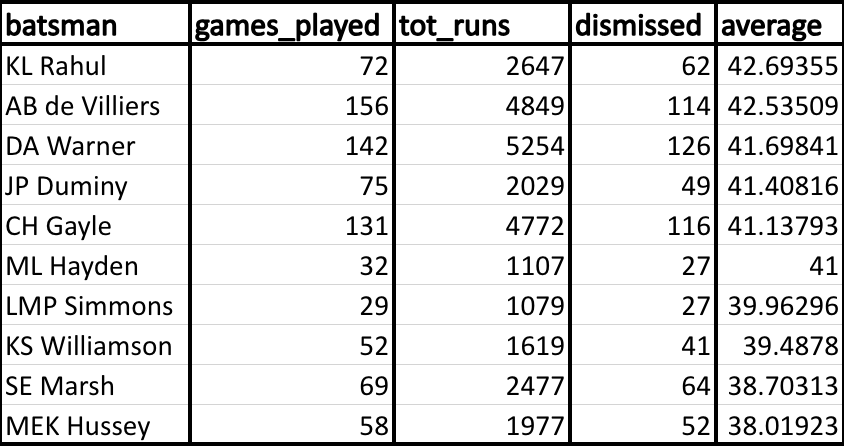 batsman games_played tot_runs dismissed average
KL Rahul 72 2647 62 42.69355
AB de Villiers 156 4849 114 42.53509
DA Warner 142 5254 126 41.69841
JP Duminy 75 2029 49 41.40816
CH Gayle 131 4772 116 41.13793
ML Hayden 32 1107 27 41
LMP Simmons 29 1079 27 39.96296
KS Williamson 52 1619 41 39.4878
SE Marsh 69 2477 64 38.70313
MEK Hussey 58 1977 52 38.01923